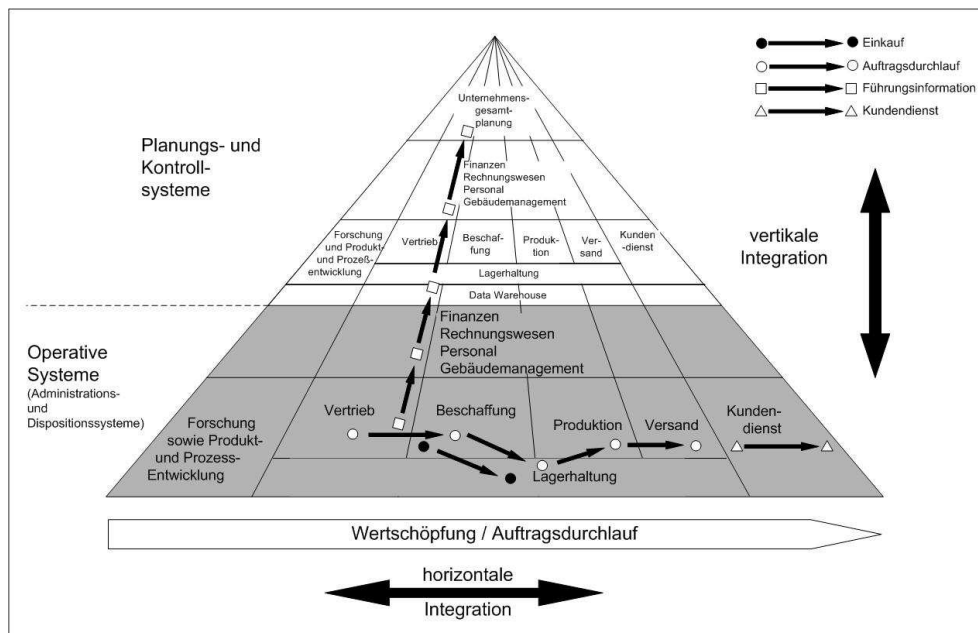 Einkauf
Auftragsdurchlauf
Führungsinformation
Kundendienst
Unternehmens-
gesamt-
planung
Planungs- und
Kontroll-
systeme
Finanzen
Rechnungswesen
Personal
Gebäudemanagement
Forschung
und Produkt-
und Prozeß-
entwicklung
Vertrieb
Beschaf-
fung
Produk-
tion
Ver-
sand
Kunden
-dienst
Lagerhaltung
Data Warehouse
vertikale
Integration
Operative
Systeme
(Administrations-
und
Dispositionssysteme)
Finanzen
Rechnungswesen
Personal
Gebäudemanagement
Forschung
sowie Produkt-
und Prozess-
Entwicklung
Vertrieb
Beschaffung
Produktion
Versand
Kunden-
dienst
Lagerhaltung
Wertschöpfung / Auftragsdurchlauf
horizontale
Integration